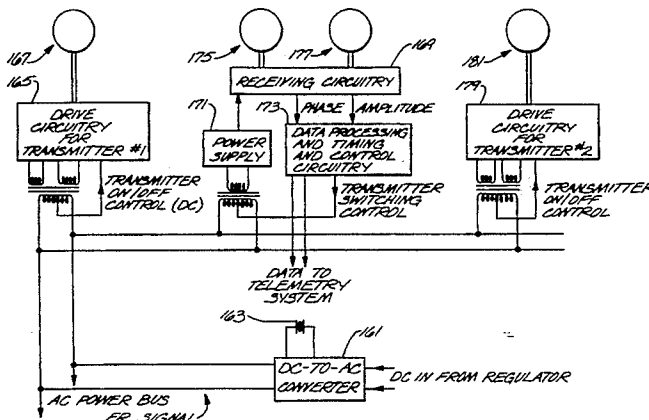 167
175
177
169
181
165
179
RECEIVING CIRCUITRY
171
173
PHASE
AMPLITUDE
DRIVE
CIRCUITRY
FOR
TRANSMITTER #1
POWER
SUPPLY
DATA PROCESSING
AND TIMING
AND CONTROL
CIRCUITRY
DRIVE
CIRCUITRY
FOR
TRANSMITTER #2
TRANSMITTER
ON/OFF
CONTROL (DC)
TRANSMITTER
SWITCHING
CONTROL
TRANSMITTER
ON/OFF
CONTROL
DATA TO
TELEMETRY
SYSTEM
163
161
DC-TO-AC
CONVERTER
DC IN FROM REGULATOR
AC POWER BUS
SIGNAL